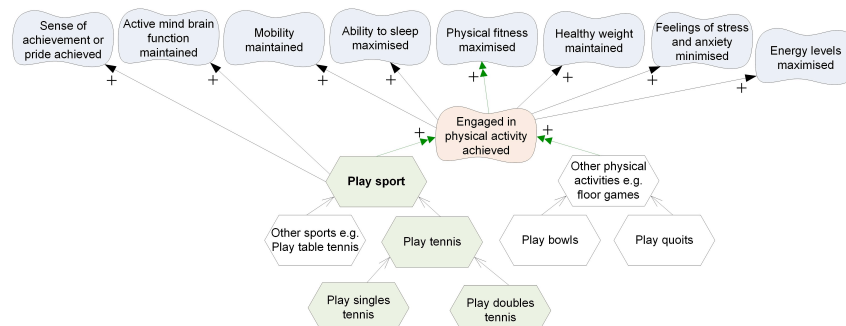 Sense of
achievement or
pride achieved
Active mind brain
function
maintained
Mobility
maintained
Ability to sleep
maximised
Physical fitness
maximised
Healthy weight
maintained
Feelings of stress
and anxiety
minimised
Energy levels
maximised
+
+
+
+
+
+
+
+
Engaged in
physical activity
achieved
+
+
Play sport
Other physical
activities e.g.
floor games
Other sports e.g.
Play table tennis
Play tennis
Play bowls
Play quoits
Play singles
tennis
Play doubles
tennis